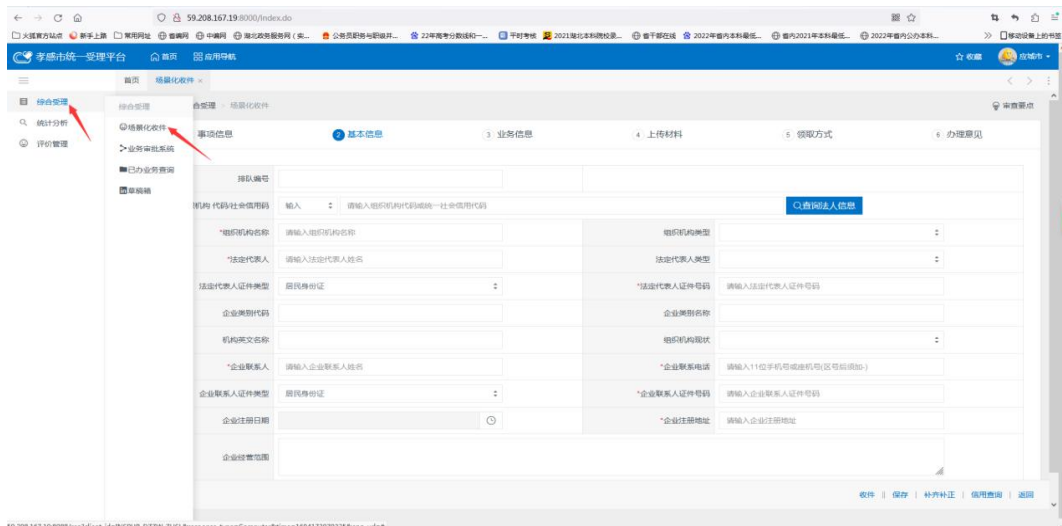 59.208.167.19:8000/Index.do
火狐官方站点 新手上路 常用网址 省编网 中编网 湖北政务服务网（实... 公务员职务与职级并... 22年高考分数线和一... 平时考核 2021湖北本科院校录... 省干部在线 2022年省内本科最低... 省内2021年本科最低... 2022年省内公办本科... 移动设备上的书签
孝感市统一受理平台 首页 应用导航 收藏 应城市
首页 场景化收件 ×
综合受理 综合受理 合受理 > 场景化收件 审查要点
统计分析 场景化收件 事项信息 2 基本信息 3 业务信息 4 上传材料 5 领取方式 6 办理意见
评价管理 业务审批系统
已办业务查询 排队编号
草稿箱
机构代码/社会信用码 输入 请输入组织机构代码或统一社会信用代码 查询法人信息
*组织机构名称 请输入组织机构名称 组织机构类型
*法定代表人 请输入法定代表人姓名 法定代表人类型
法定代表人证件类型 居民身份证 *法定代表人证件号码 请输入法定代表人证件号码
企业类别代码 企业类别名称
机构英文名称 组织机构现状
*企业联系人 请输入企业联系人姓名 *企业联系电话 请输入11位手机号或座机号(区号后须加-)
企业联系人证件类型 居民身份证 *企业联系人证件号码 请输入企业联系人证件号码
企业注册日期 *企业注册地址 请输入企业注册地址
企业经营范围
收件 | 保存 | 补齐补正 | 信用查询 | 返回